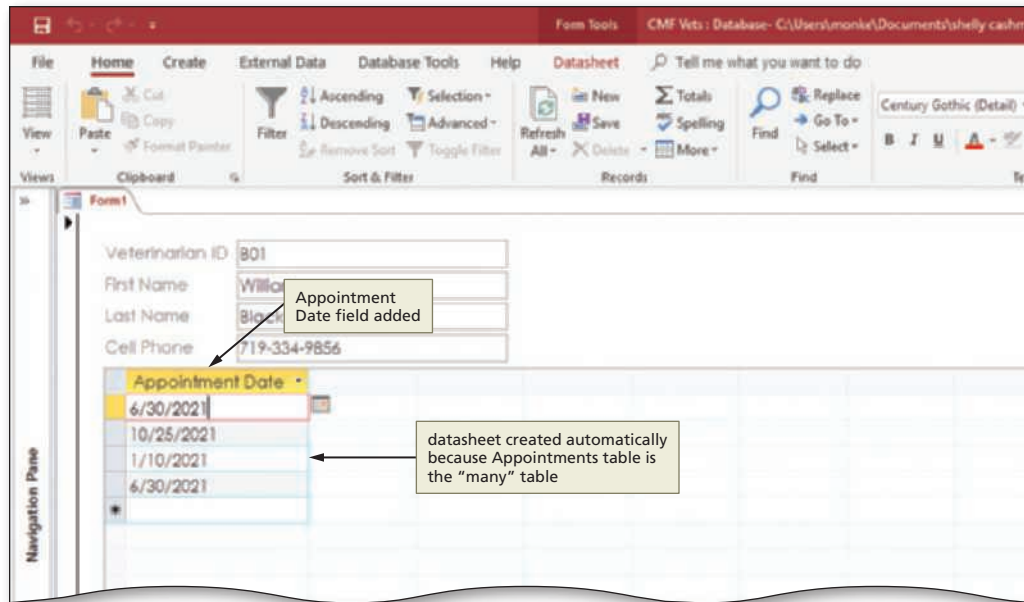 Form Tools CMF Vets : Database- C:\Users\monke\Documents\shelly cashm
File Home Create External Data Database Tools Help Datasheet Tell me what you want to do
View
Views
Paste
Cut
Copy
Format Painter
Clipboard
Filter
Ascending
Descending
Remove Sort
Selection
Advanced
Toggle Filter
Sort & Filter
Refresh
All
New
Save
Delete
Totals
Spelling
More
Records
Find
Replace
Go To
Select
Find
Century Gothic (Detail)
B I U A
Form1
Veterinarian ID B01
First Name
Last Name
Cell Phone 719-334-9856
Appointment
Date field added
Appointment Date
6/30/2021
10/25/2021
1/10/2021
6/30/2021
datasheet created automatically
because Appointments table is
the “many” table
Navigation Pane